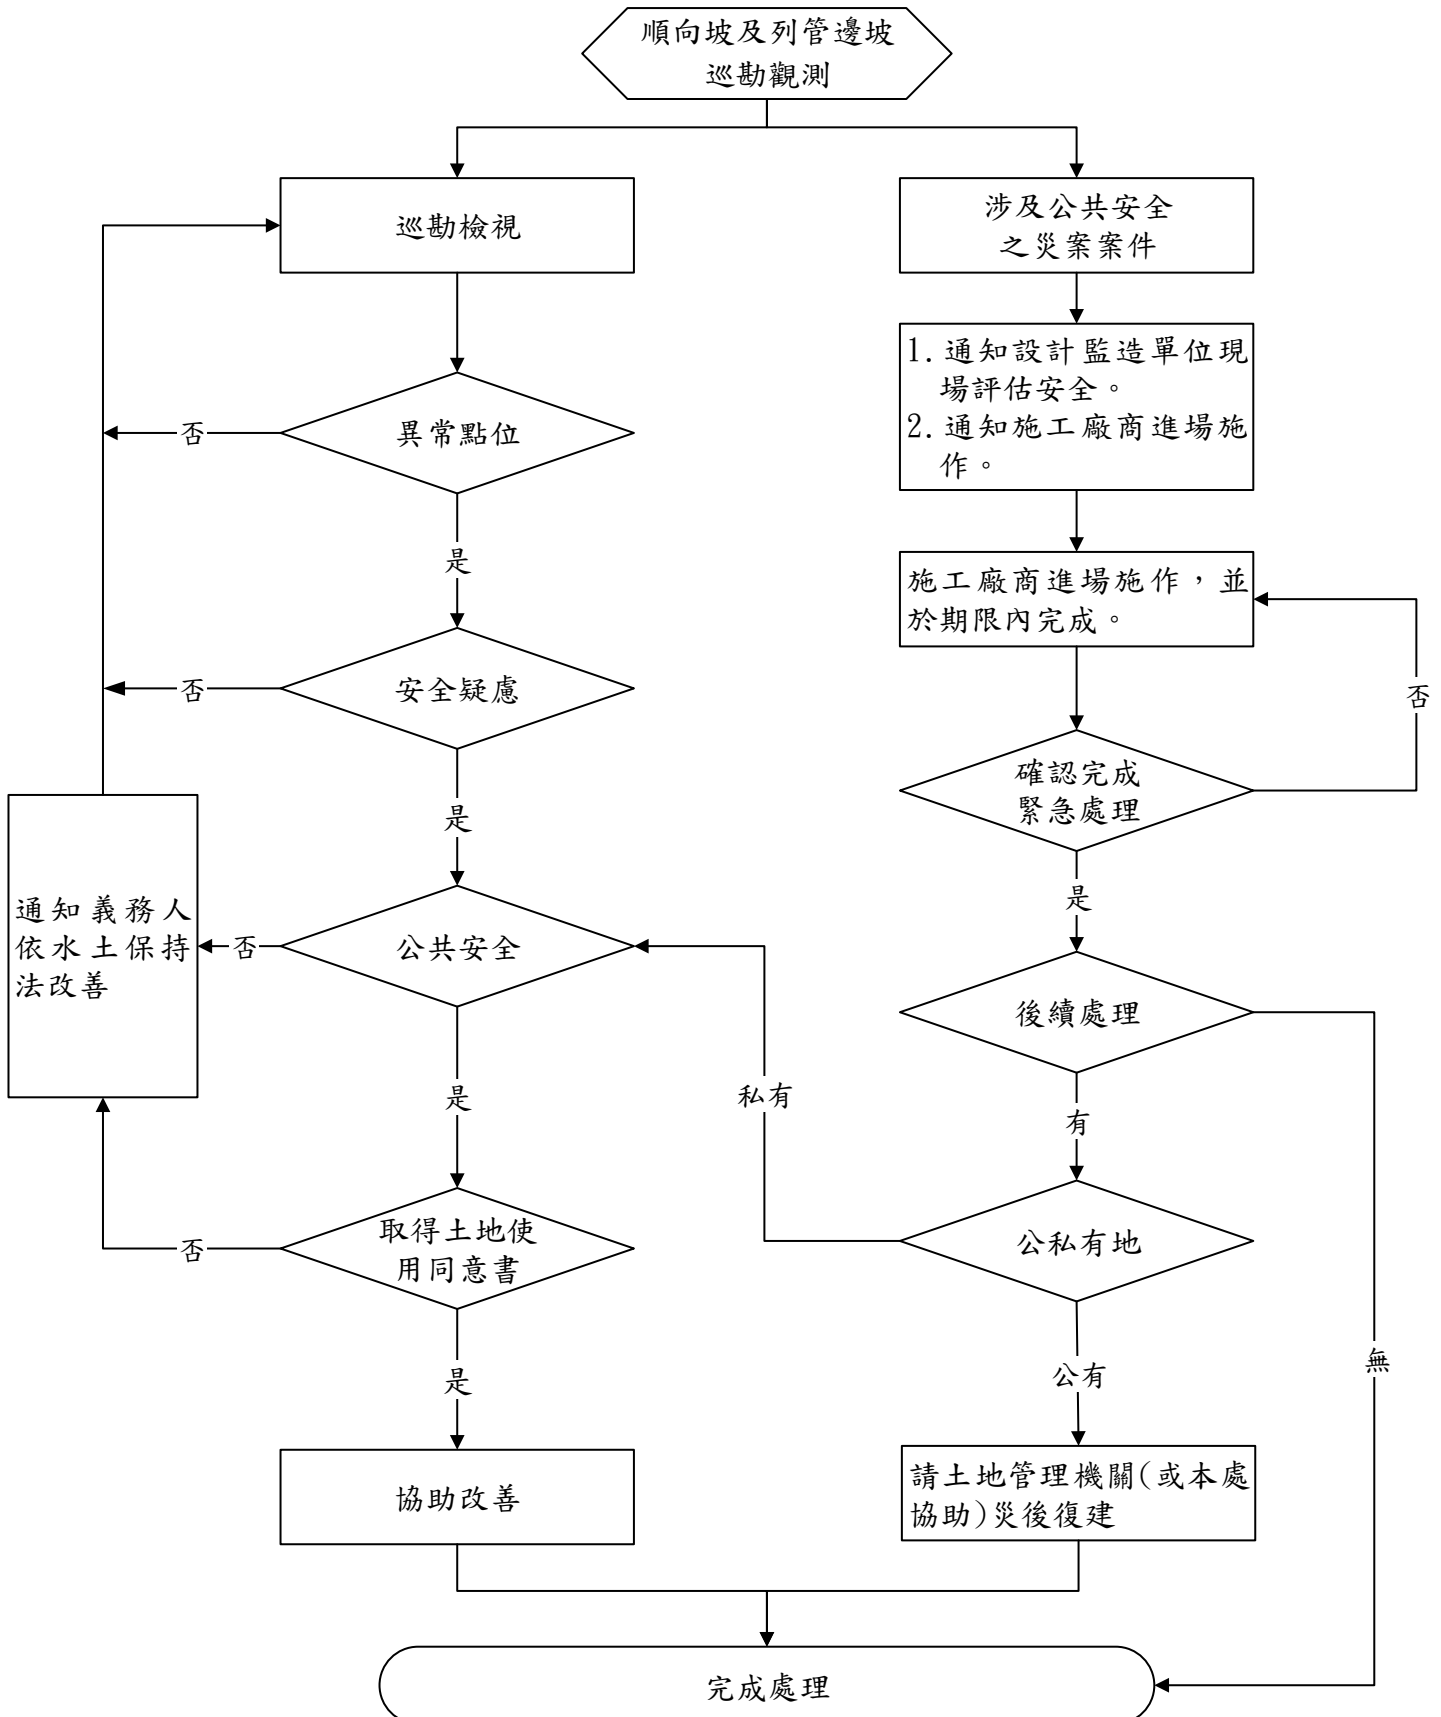 順向坡及列管邊坡
巡勘觀測
巡勘檢視
涉及公共安全
之災案案件
1. 通知設計監造單位現
場評估安全。
2. 通知施工廠商進場施
作。
異常點位
否
是
施工廠商進場施作，並
於期限內完成。
安全疑慮
否
否
確認完成
緊急處理
是
是
通知義務人
依水土保持
法改善
否
公共安全
後續處理
是
私有
有
取得土地使
用同意書
否
公私有地
是
公有
無
協助改善
請土地管理機關(或本處
協助)災後復建
完成處理